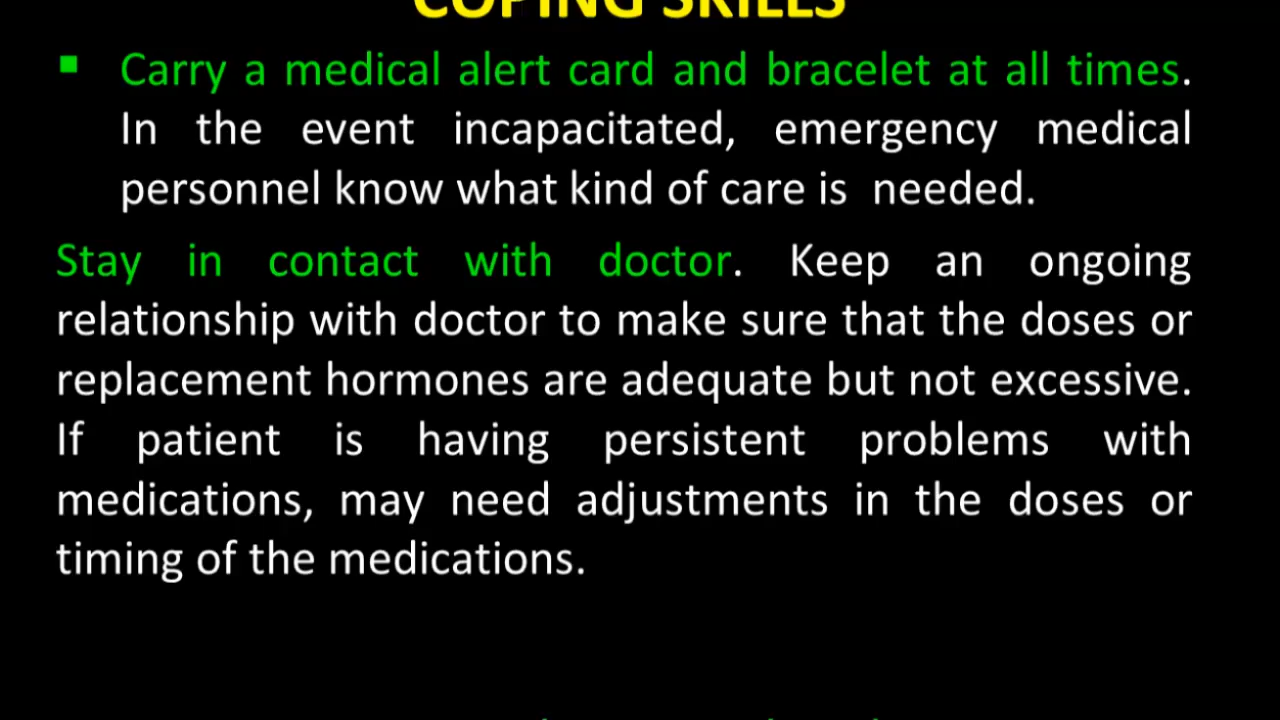 COPING SKILLS
▪ Carry a medical alert card and bracelet at all times.
In the event incapacitated, emergency medical
personnel know what kind of care is needed.
Stay in contact with doctor. Keep an ongoing
relationship with doctor to make sure that the doses or
replacement hormones are adequate but not excessive.
If patient is having persistent problems with
medications, may need adjustments in the doses or
timing of the medications.